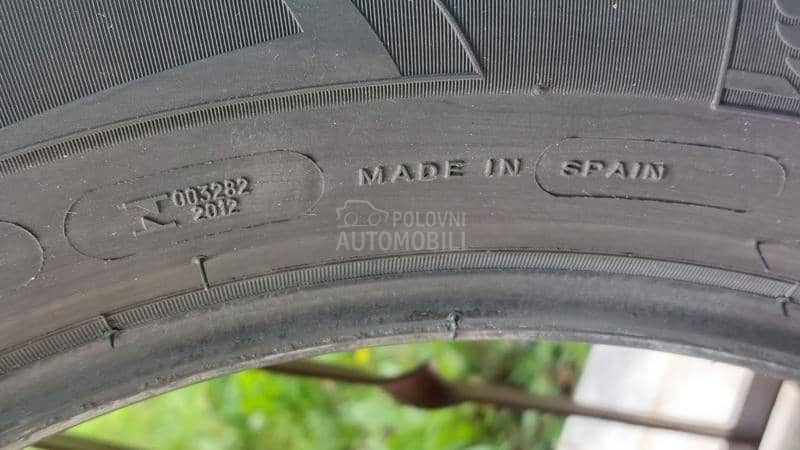 003282
2012
MADE IN SPAIN
POLOVNI
AUTOMOBILI